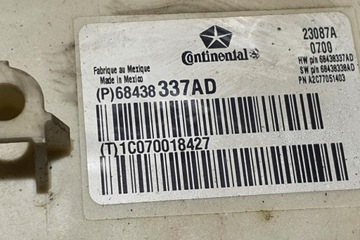 Continental
23087A
0700
HW p/n 68438337AD
SW p/n 68438338AD
PN A2C77051403
Fabriqué au Mexique
Made in Mexico
(P)68438337AD
(T)1C070018427